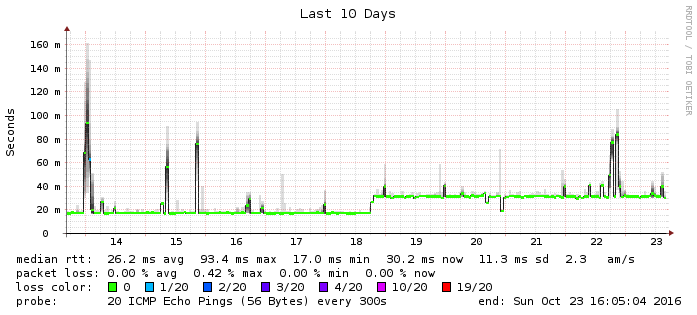 Last 10 Days
RRDTOOL / TOBI OETIKER
Seconds
160 m
140 m
120 m
100 m
80 m
60 m
40 m
20 m
0
14 15 16 17 18 19 20 21 22 23
median rtt: 26.2 ms avg 93.4 ms max 17.0 ms min 30.2 ms now 11.3 ms sd 2.3 am/s
packet loss: 0.00 % avg 0.42 % max 0.00 % min 0.00 % now
loss color: 0 1/20 2/20 3/20 4/20 10/20 19/20
probe: 20 ICMP Echo Pings (56 Bytes) every 300s end: Sun Oct 23 16:05:04 2016